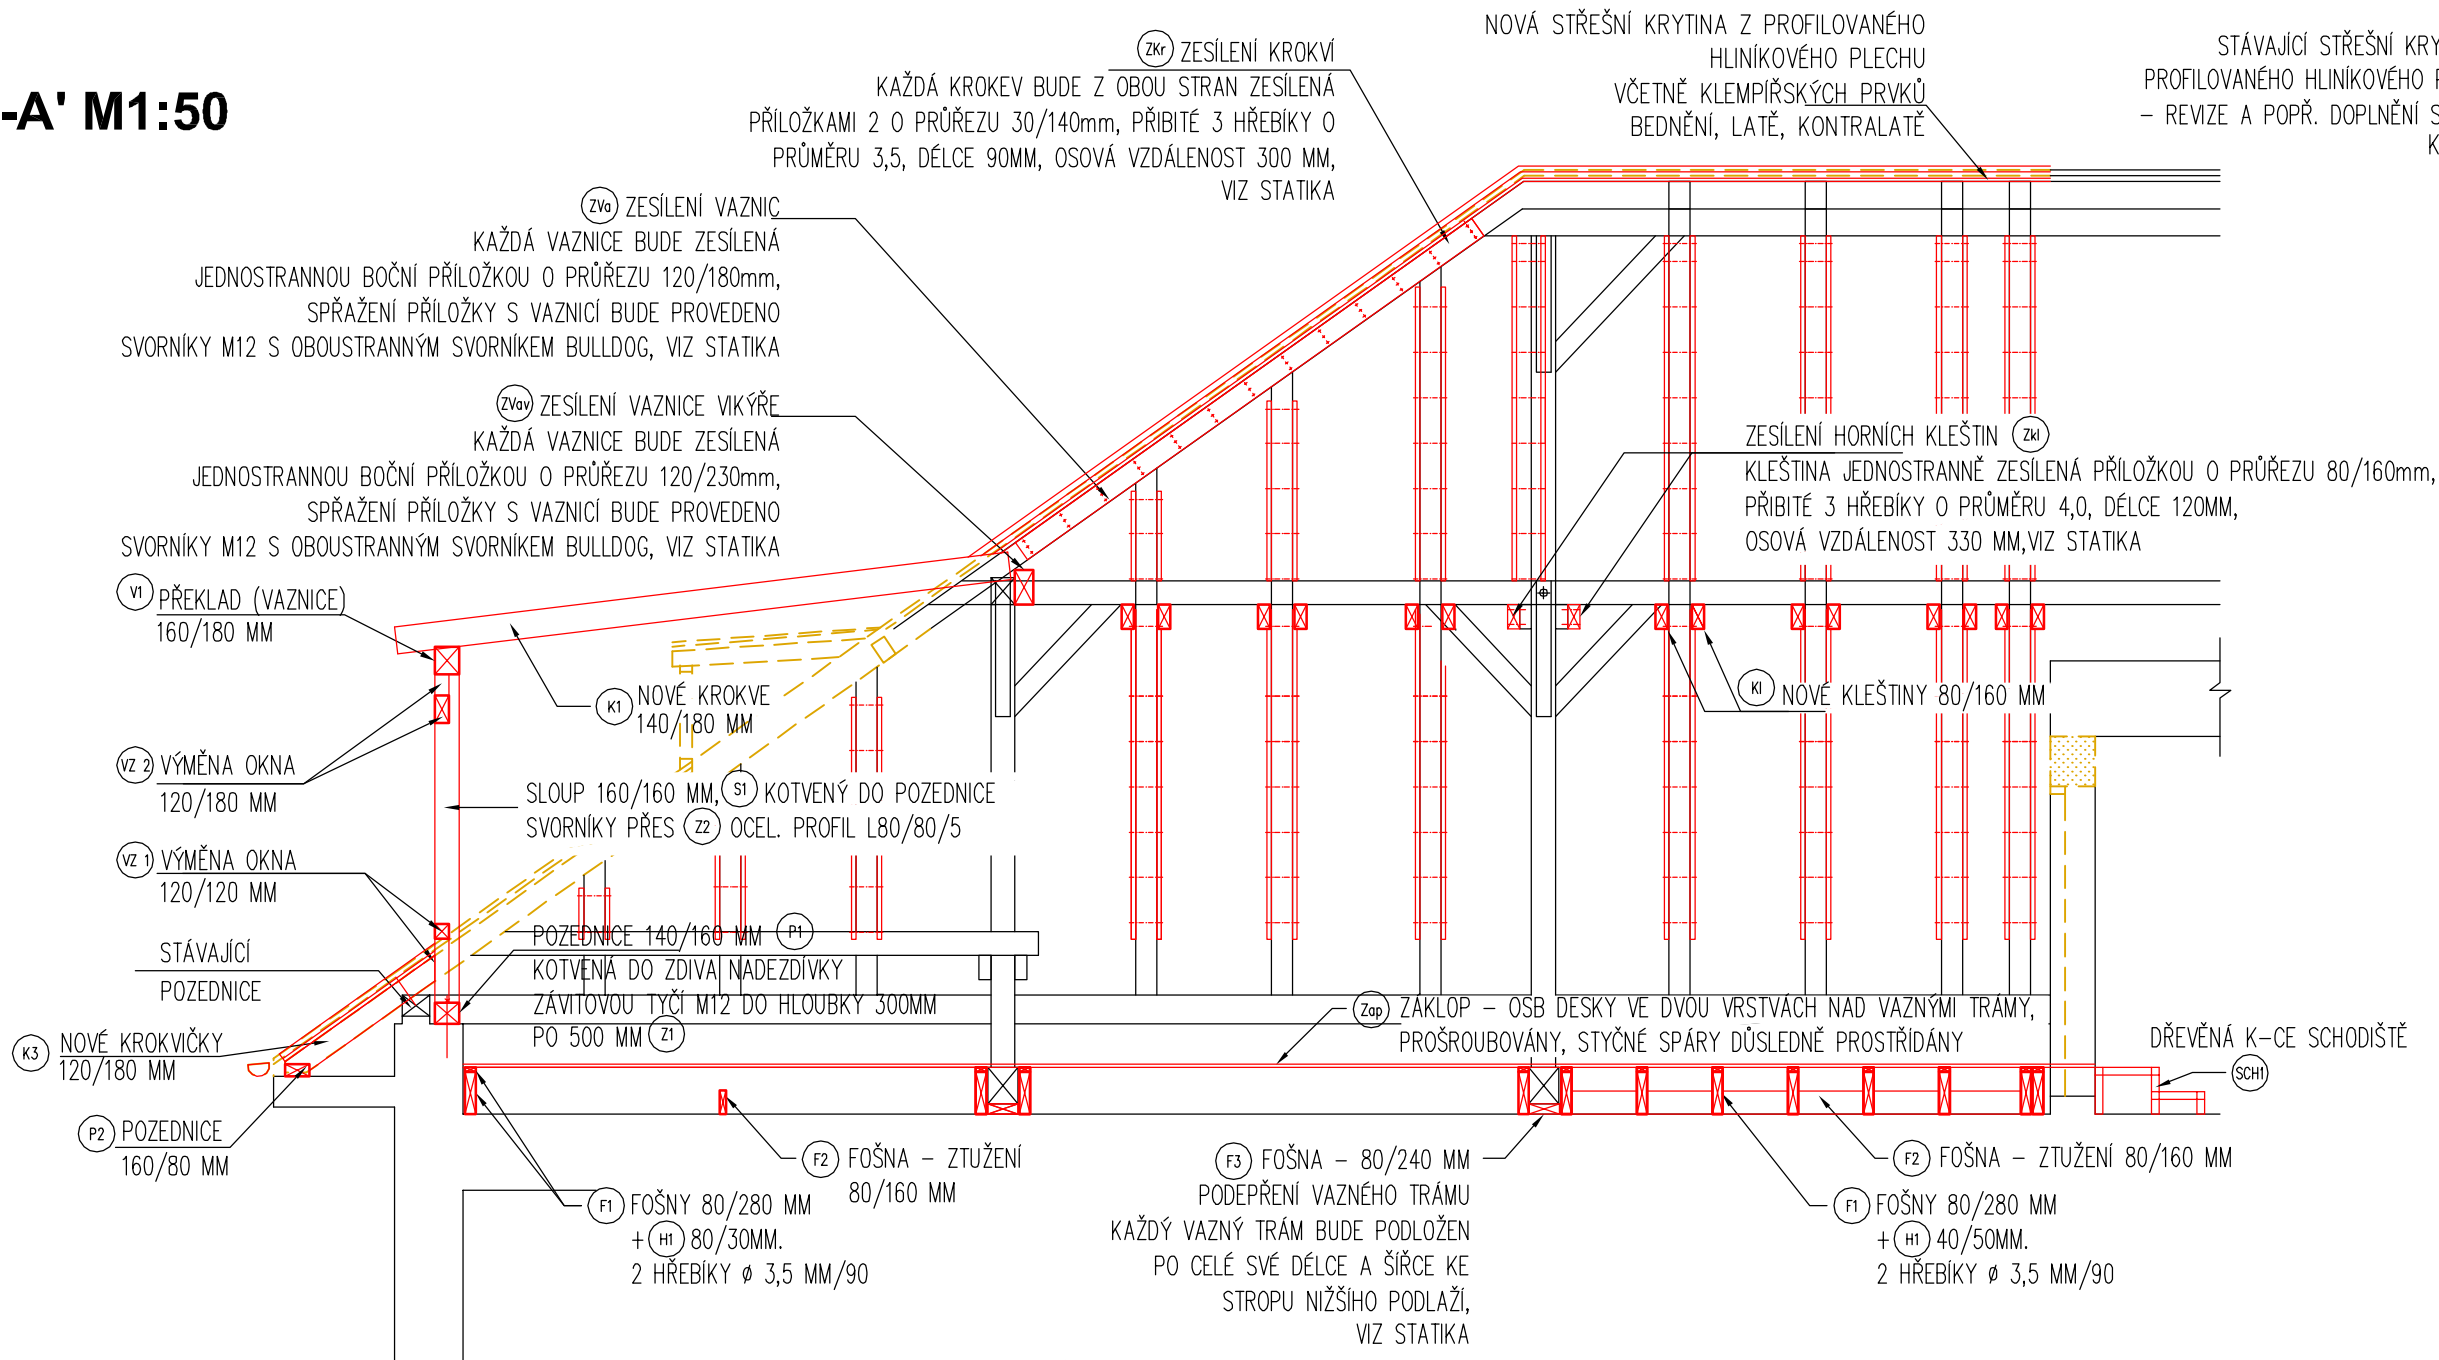 -A' M1:50
ZKr ZESÍLENÍ KROKVÍ
KAŽDÁ KROKEV BUDE Z OBOU STRAN ZESÍLENÁ
PŘÍLOŽKAMI 2 O PRŮŘEZU 30/140mm, PŘIBITÉ 3 HŘEBÍKY O
PRŮMĚRU 3,5, DÉLCE 90MM, OSOVÁ VZDÁLENOST 300 MM,
VIZ STATIKA
NOVÁ STŘEŠNÍ KRYTINA Z PROFILOVANÉHO
HLINÍKOVÉHO PLECHU
VČETNĚ KLEMPÍŘSKÝCH PRVKŮ
BEDNĚNÍ, LATĚ, KONTRALATĚ
STÁVAJÍCÍ STŘEŠNÍ KRY
PROFILOVANÉHO HLINÍKOVÉHO
– REVIZE A POPŘ. DOPLNĚNÍ S
K
ZVa ZESÍLENÍ VAZNIC
KAŽDÁ VAZNICE BUDE ZESÍLENÁ
JEDNOSTRANNOU BOČNÍ PŘÍLOŽKOU O PRŮŘEZU 120/180mm,
SPŘAŽENÍ PŘÍLOŽKY S VAZNICÍ BUDE PROVEDENO
SVORNÍKY M12 S OBOUSTRANNÝM SVORNÍKEM BULLDOG, VIZ STATIKA
ZVav ZESÍLENÍ VAZNICE VIKÝŘE
KAŽDÁ VAZNICE BUDE ZESÍLENÁ
JEDNOSTRANNOU BOČNÍ PŘÍLOŽKOU O PRŮŘEZU 120/230mm,
SPŘAŽENÍ PŘÍLOŽKY S VAZNICÍ BUDE PROVEDENO
SVORNÍKY M12 S OBOUSTRANNÝM SVORNÍKEM BULLDOG, VIZ STATIKA
ZESÍLENÍ HORNÍCH KLEŠTIN Zkl
KLEŠTINA JEDNOSTRANNĚ ZESÍLENÁ PŘÍLOŽKOU O PRŮŘEZU 80/160mm,
PŘIBITÉ 3 HŘEBÍKY O PRŮMĚRU 4,0, DÉLCE 120MM,
OSOVÁ VZDÁLENOST 330 MM,VIZ STATIKA
V1 PŘEKLAD (VAZNICE)
160/180 MM
K1 NOVÉ KROKVE
140/180 MM
Kl NOVÉ KLEŠTINY 80/160 MM
VZ 2 VÝMĚNA OKNA
120/180 MM
SLOUP 160/160 MM, S1 KOTVENÝ DO POZEDNICE
SVORNÍKY PŘES Z2 OCEL. PROFIL L80/80/5
VZ 1 VÝMĚNA OKNA
120/120 MM
STÁVAJÍCÍ
POZEDNICE
POZEDNICE 140/160 MM P1
KOTVENÁ DO ZDIVA NADEZDÍVKY
ZÁVITOVOU TYČÍ M12 DO HLOUBKY 300MM
PO 500 MM Z1
Zap ZÁKLOP – OSB DESKY VE DVOU VRSTVÁCH NAD VAZNÝMI TRÁMY,
PROŠROUBOVÁNY, STYČNÉ SPÁRY DŮSLEDNĚ PROSTŘÍDÁNY
K3 NOVÉ KROKVIČKY
120/180 MM
DŘEVĚNÁ K–CE SCHODIŠTĚ
SCH1
P2 POZEDNICE
160/80 MM
F2 FOŠNA – ZTUŽENÍ
80/160 MM
F1 FOŠNY 80/280 MM
+ H1 80/30MM.
2 HŘEBÍKY ø 3,5 MM/90
F3 FOŠNA – 80/240 MM
PODEPŘENÍ VAZNÉHO TRÁMU
KAŽDÝ VAZNÝ TRÁM BUDE PODLOŽEN
PO CELÉ SVÉ DÉLCE A ŠÍŘCE KE
STROPU NIŽŠÍHO PODLAŽÍ,
VIZ STATIKA
F2 FOŠNA – ZTUŽENÍ 80/160 MM
F1 FOŠNY 80/280 MM
+ H1 40/50MM.
2 HŘEBÍKY ø 3,5 MM/90